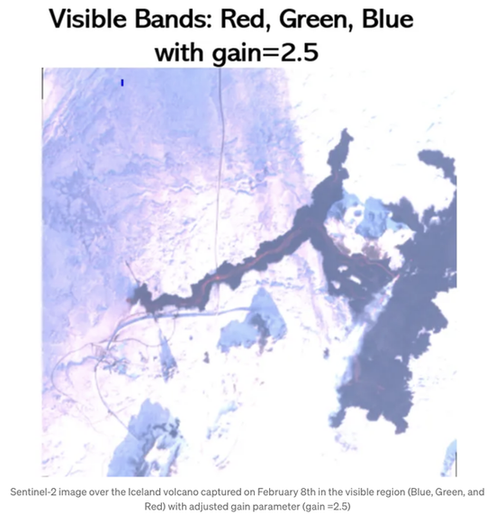 Visible Bands: Red, Green, Blue
with gain=2.5
Sentinel-2 image over the Iceland volcano captured on February 8th in the visible region (Blue, Green, and
Red) with adjusted gain parameter (gain =2.5)